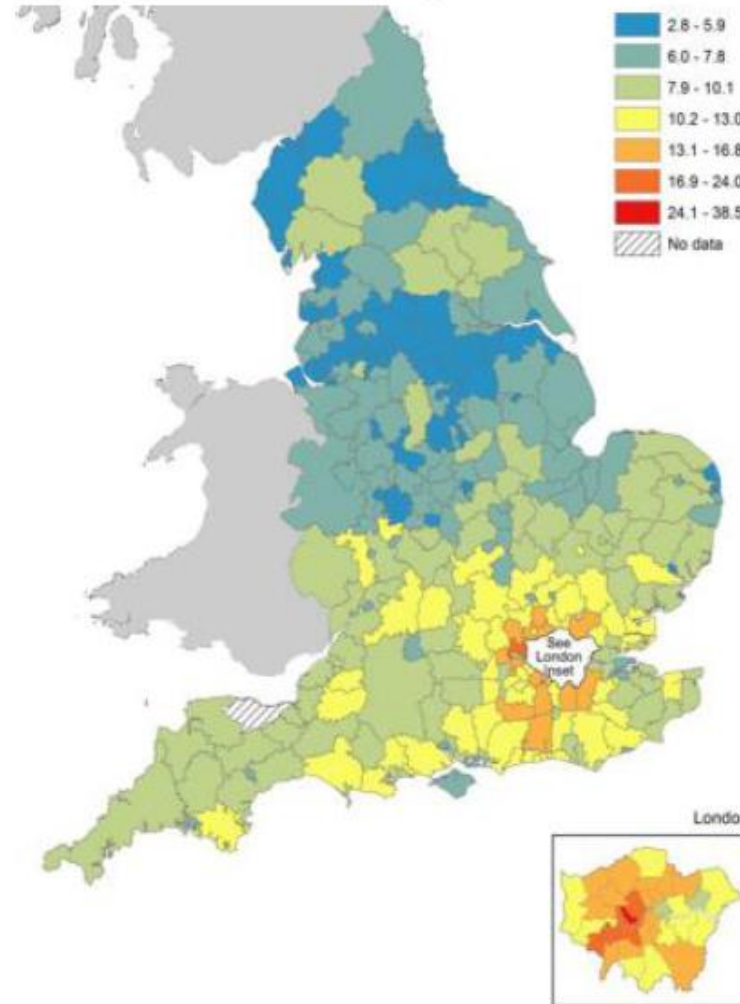 2.8 - 5.9
6.0 - 7.8
7.9 - 10.1
10.2 - 13.0
13.1 - 16.8
16.9 - 24.0
24.1 - 38.5
No data
See
London
Inset
Londo